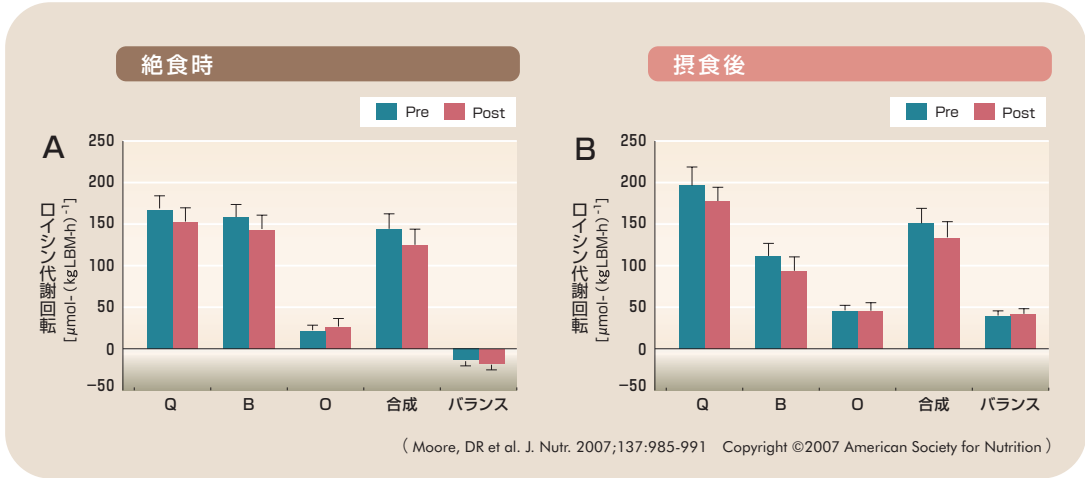 絶食時
Pre Post
A
250
200
150
100
50
0
−50
ロイシン代謝回転
[μmol-(kgLBM-h)⁻¹]
Q B O 合成 バランス
摂食後
Pre Post
B
250
200
150
100
50
0
−50
ロイシン代謝回転
[μmol-(kgLBM-h)⁻¹]
Q B O 合成 バランス
( Moore, DR et al. J. Nutr. 2007;137:985-991 Copyright ©2007 American Society for Nutrition )